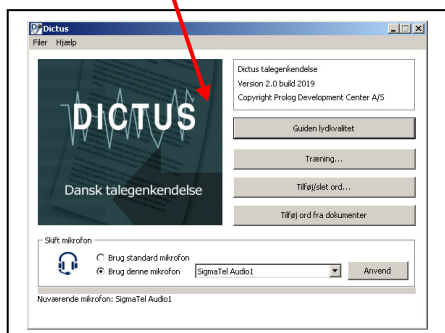 Dictus
Filer Hjælp
DICTUS
Dansk talegenkendelse
Dictus talegenkendelse
Version 2.0 build 2019
Copyright Prolog Development Center A/S
Guiden lydkvalitet
Træning...
Tilføj/slet ord...
Tilføj ord fra dokumenter
Skift mikrofon
Brug standard mikrofon
Brug denne mikrofon
SigmaTel Audio1
Anvend
Nuværende mikrofon: SigmaTel Audio1